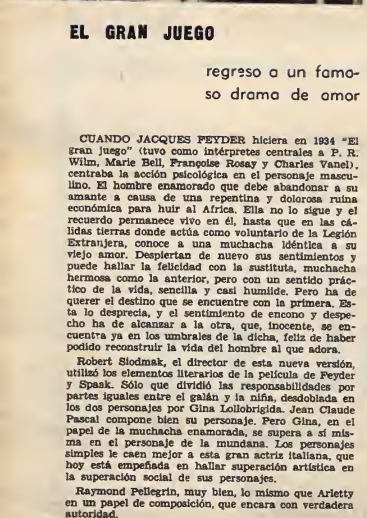 EL GRAN JUEGO
regreso a un famo-
so drama de amor
CUANDO JACQUES FEYDER hiciera en 1934 "El
gran juego" (tuvo como intérpretes centrales a P. R.
Wilm, Marie Bell, Françoise Rosay y Charles Vanel),
centraba la acción psicológica en el personaje mascu-
lino. El hombre enamorado que debe abandonar a su
amante a causa de una repentina y dolorosa ruina
económica para huir al Africa. Ella no lo sigue y el
recuerdo permanece vivo en él, hasta que en las cá-
lidas tierras donde actúa como voluntario de la Legión
Extranjera, conoce a una muchacha idéntica a su
viejo amor. Despiertan de nuevo sus sentimientos y
puede hallar la felicidad con la sustituta, muchacha
hermosa como la anterior, pero con un sentido prác-
tico de la vida, sencilla y casi humilde. Pero ha de
querer el destino que se encuentre con la primera. Es-
ta lo desprecia, y el sentimiento de encono y despe-
cho ha de alcanzar a la otra, que, inocente, se en-
cuentra ya en los umbrales de la dicha, feliz de haber
podido reconstruir la vida del hombre al que adora.
Robert Siodmak, el director de esta nueva versión,
utilizó los elementos literarios de la película de Feyder
y Spaak. Sólo que dividió las responsabilidades por
partes iguales entre el galán y la niña, desdoblada en
los dos personajes por Gina Lollobrigida. Jean Claude
Pascal compone bien su personaje. Pero Gina, en el
papel de la muchacha enamorada, se supera a sí mis-
ma en el personaje de la mundana. Los personajes
simples le caen mejor a esta gran actriz italiana, que
hoy está empeñada en hallar superación artística en
la superación social de sus personajes.
Raymond Pellegrin, muy bien, lo mismo que Arletty
en un papel de composición, que encara con verdadera
autoridad.